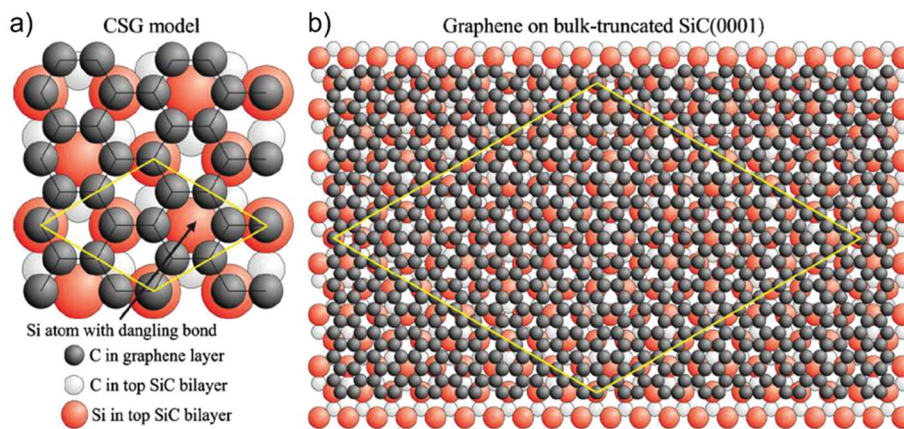 a)
CSG model
Si atom with dangling bond
C in graphene layer
C in top SiC bilayer
Si in top SiC bilayer
b)
Graphene on bulk-truncated SiC(0001)